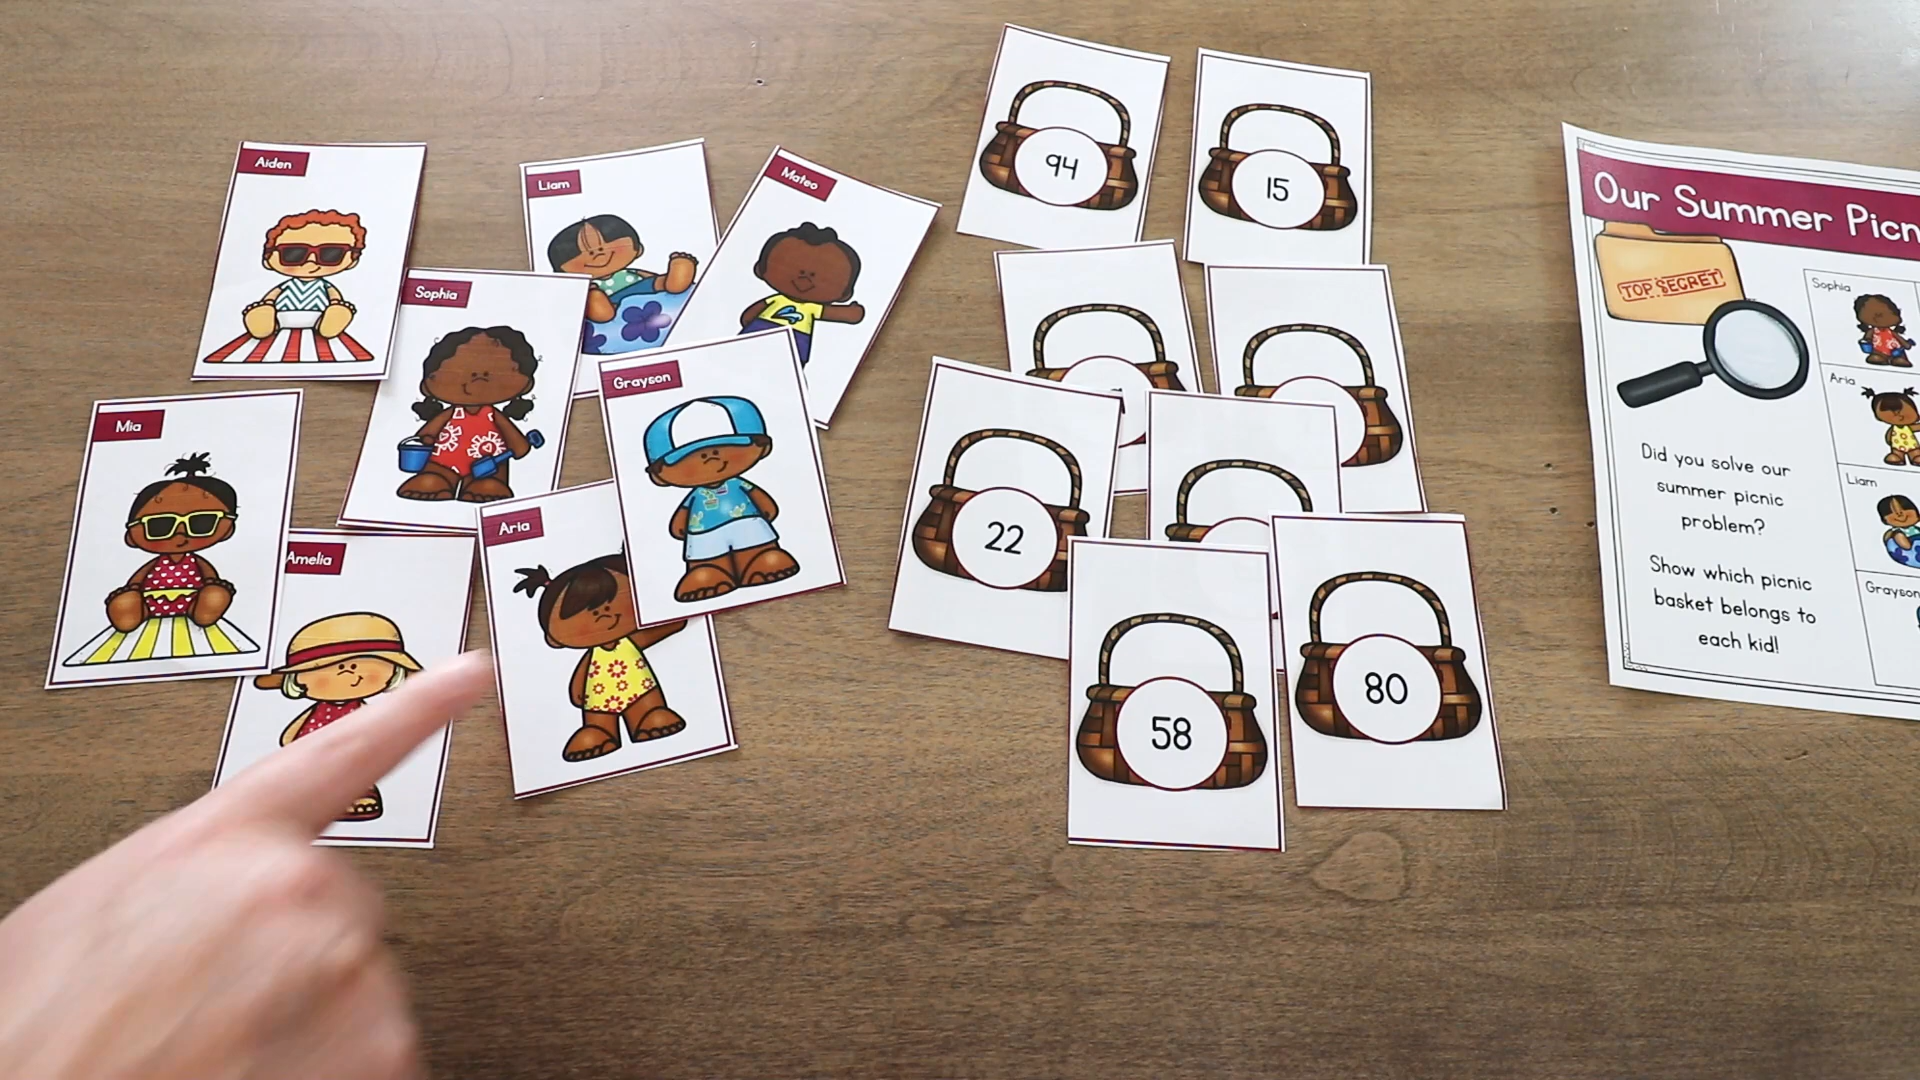 Aiden
Liam
Mateo
Sophia
Grayson
Mia
Aria
Amelia
94
15
22
58
80
Our Summer Picn
TOP SECRET
Did you solve our
summer picnic
problem?
Show which picnic
basket belongs to
each kid!
Sophia
Aria
Liam
Grayson